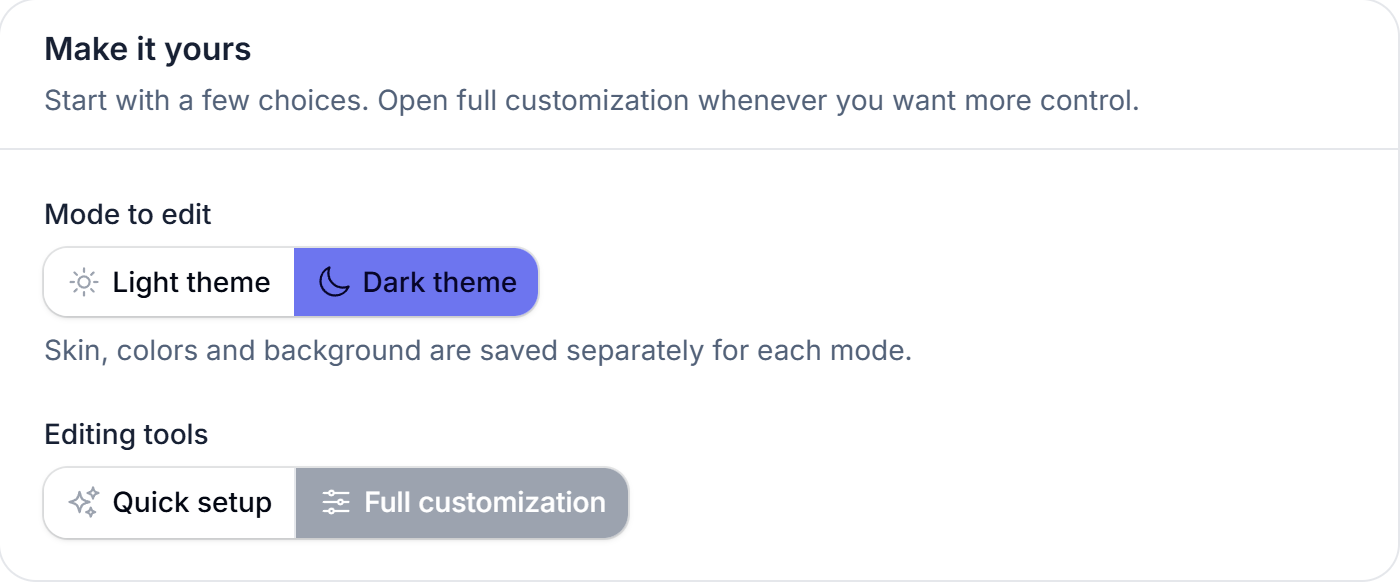 Make it yours
Start with a few choices. Open full customization whenever you want more control.
Mode to edit
Light theme
Dark theme
Skin, colors and background are saved separately for each mode.
Editing tools
Quick setup
Full customization